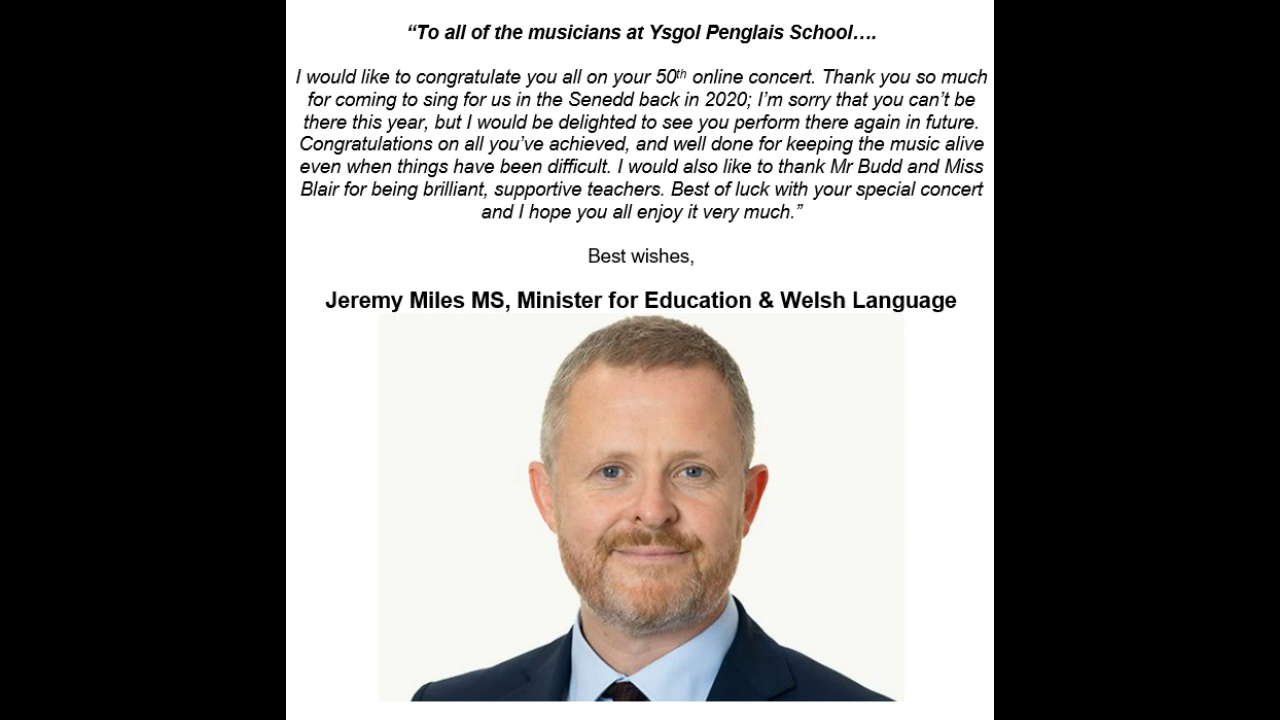 “To all of the musicians at Ysgol Penglais School….
I would like to congratulate you all on your 50th online concert. Thank you so much
for coming to sing for us in the Senedd back in 2020; I’m sorry that you can’t be
there this year, but I would be delighted to see you perform there again in future.
Congratulations on all you’ve achieved, and well done for keeping the music alive
even when things have been difficult. I would also like to thank Mr Budd and Miss
Blair for being brilliant, supportive teachers. Best of luck with your special concert
and I hope you all enjoy it very much.”
Best wishes,
Jeremy Miles MS, Minister for Education & Welsh Language